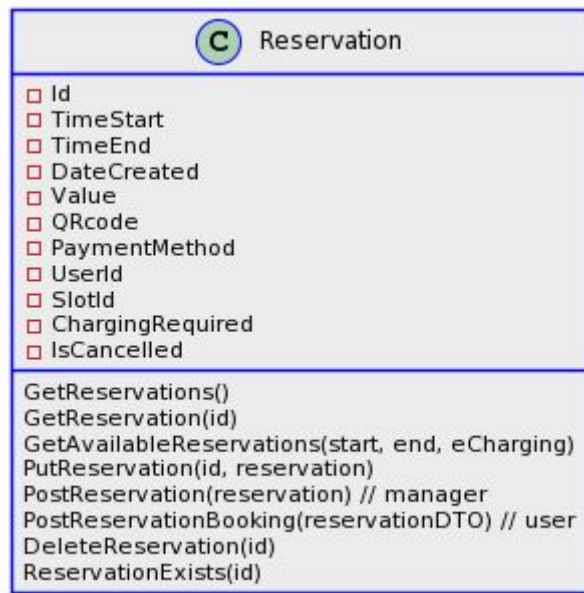 C Reservation
Id
TimeStart
TimeEnd
DateCreated
Value
QRcode
PaymentMethod
UserId
SlotId
ChargingRequired
IsCancelled
GetReservations()
GetReservation(id)
GetAvailableReservations(start, end, eCharging)
PutReservation(id, reservation)
PostReservation(reservation) // manager
PostReservationBooking(reservationDTO) // user
DeleteReservation(id)
ReservationExists(id)